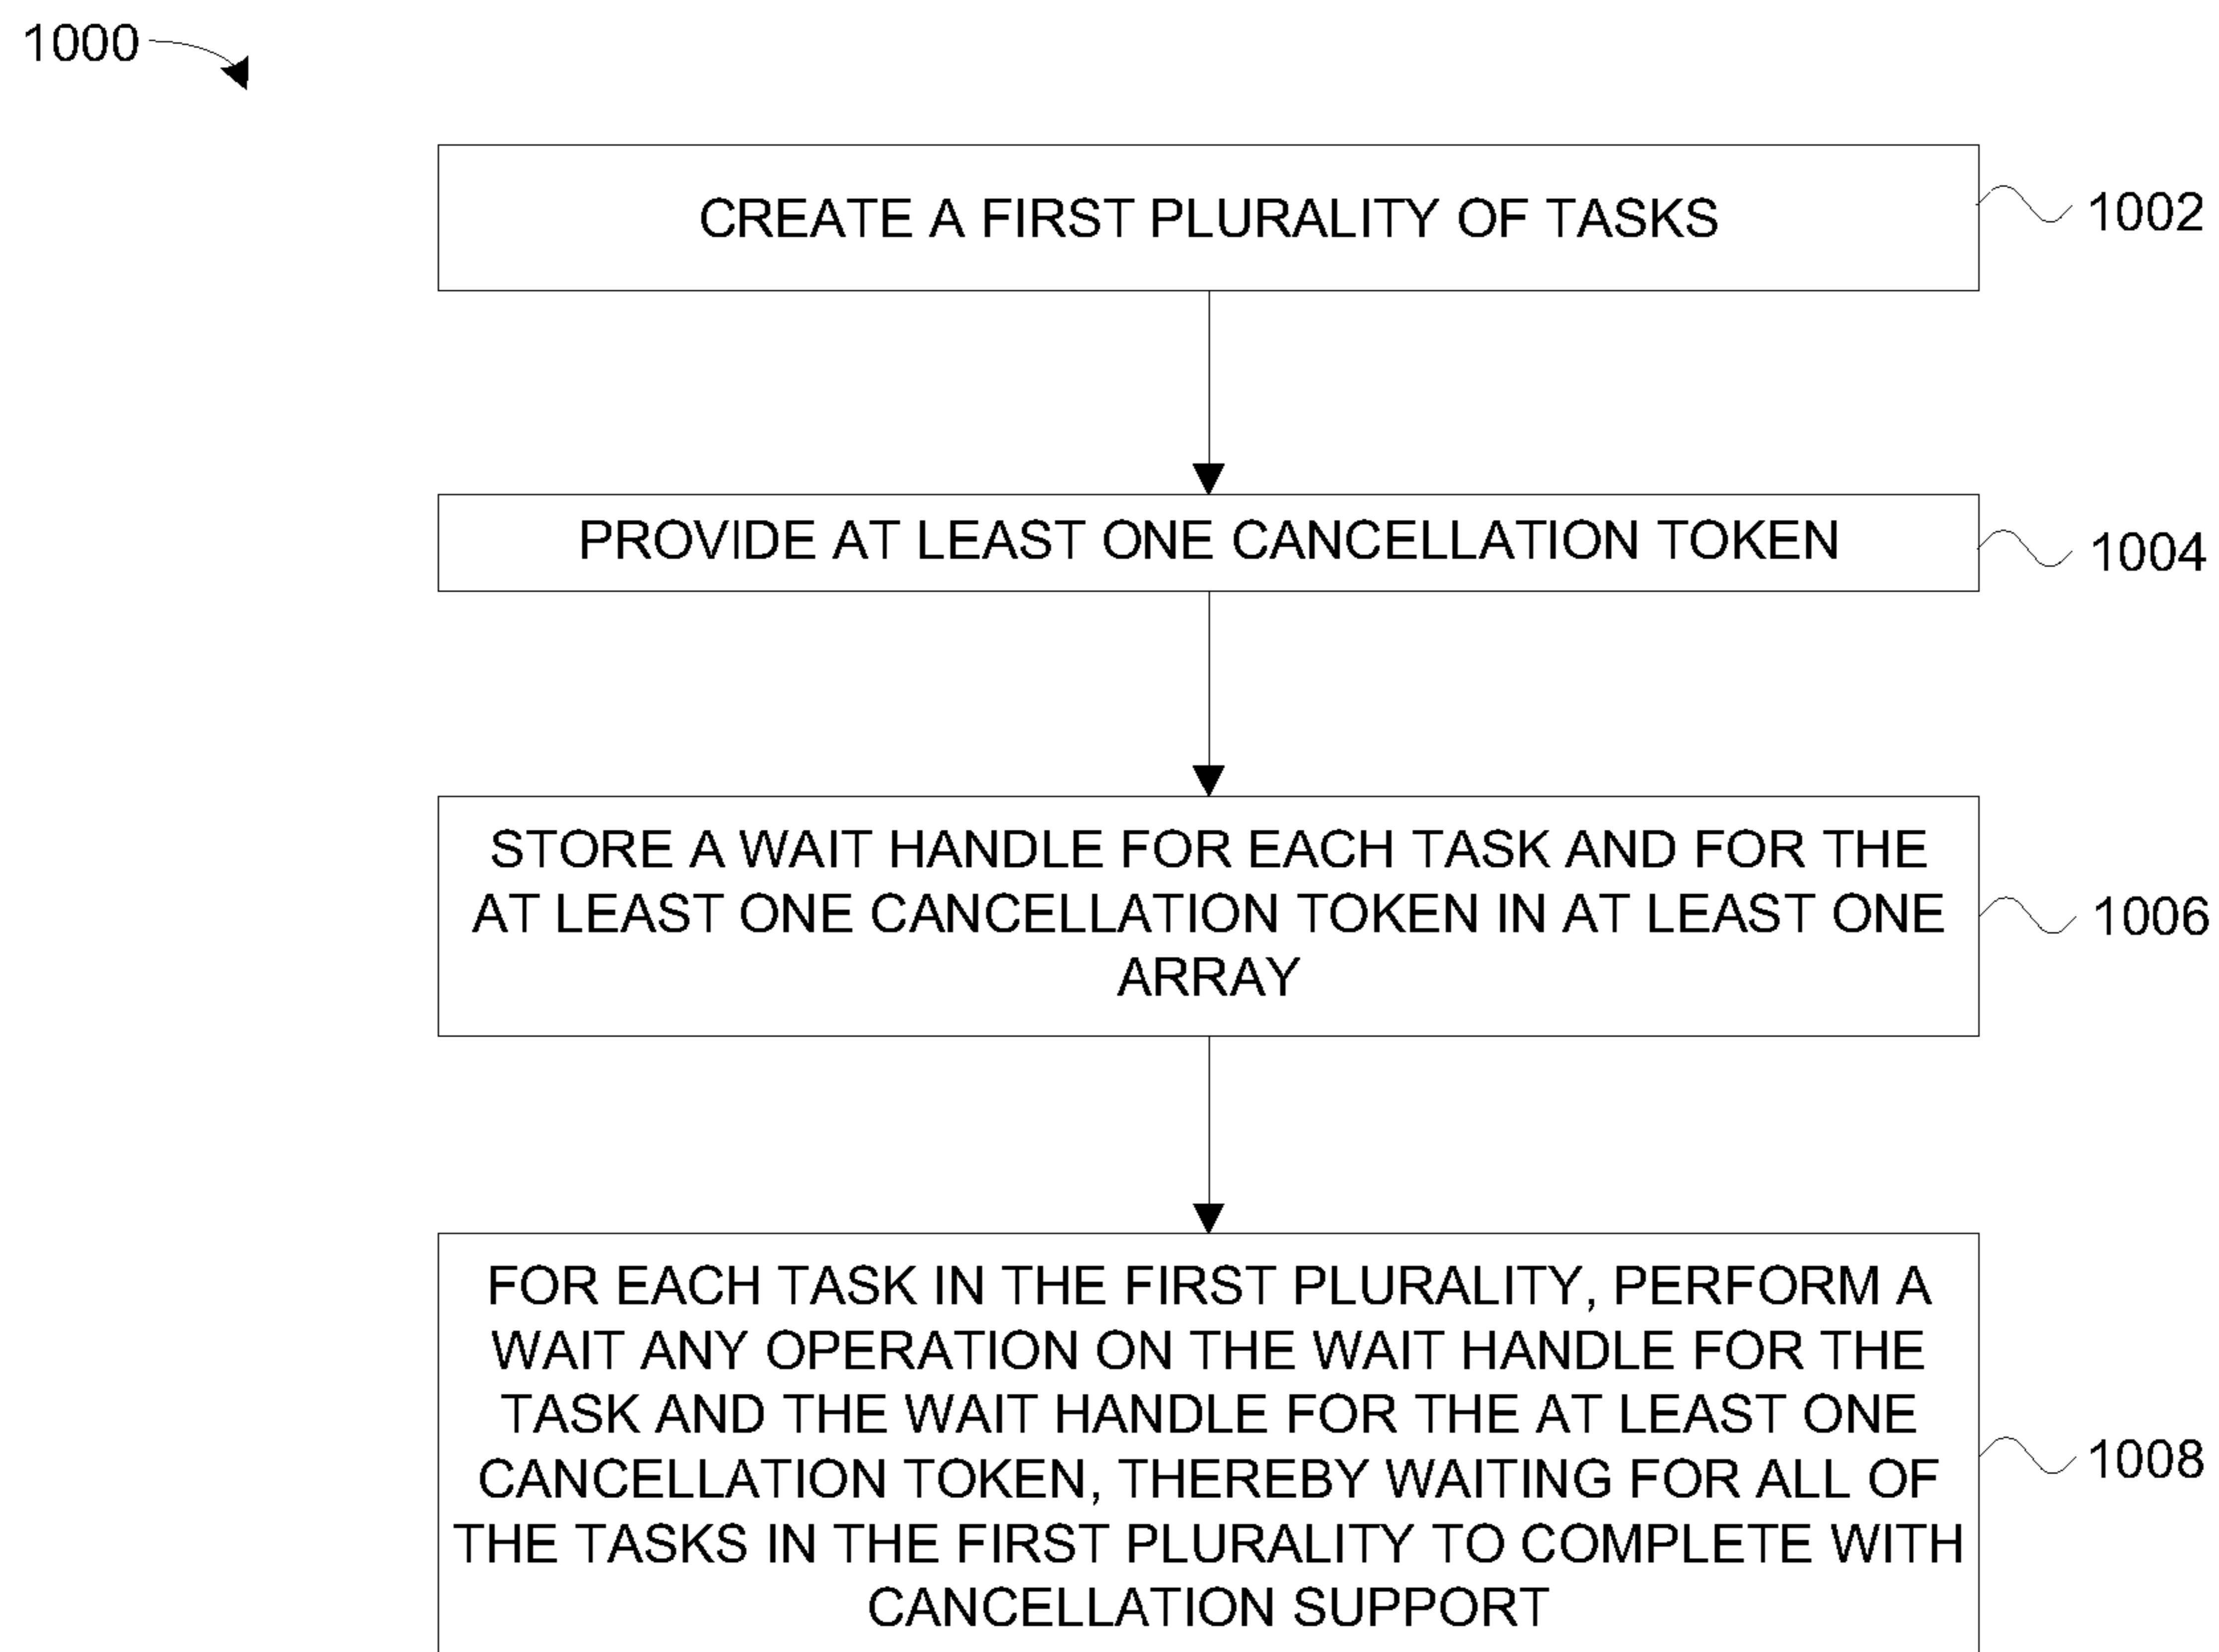 1000
CREATE A FIRST PLURALITY OF TASKS
1002
PROVIDE AT LEAST ONE CANCELLATION TOKEN
1004
STORE A WAIT HANDLE FOR EACH TASK AND FOR THE
AT LEAST ONE CANCELLATION TOKEN IN AT LEAST ONE
ARRAY
1006
FOR EACH TASK IN THE FIRST PLURALITY, PERFORM A
WAIT ANY OPERATION ON THE WAIT HANDLE FOR THE
TASK AND THE WAIT HANDLE FOR THE AT LEAST ONE
CANCELLATION TOKEN, THEREBY WAITING FOR ALL OF
THE TASKS IN THE FIRST PLURALITY TO COMPLETE WITH
CANCELLATION SUPPORT
1008